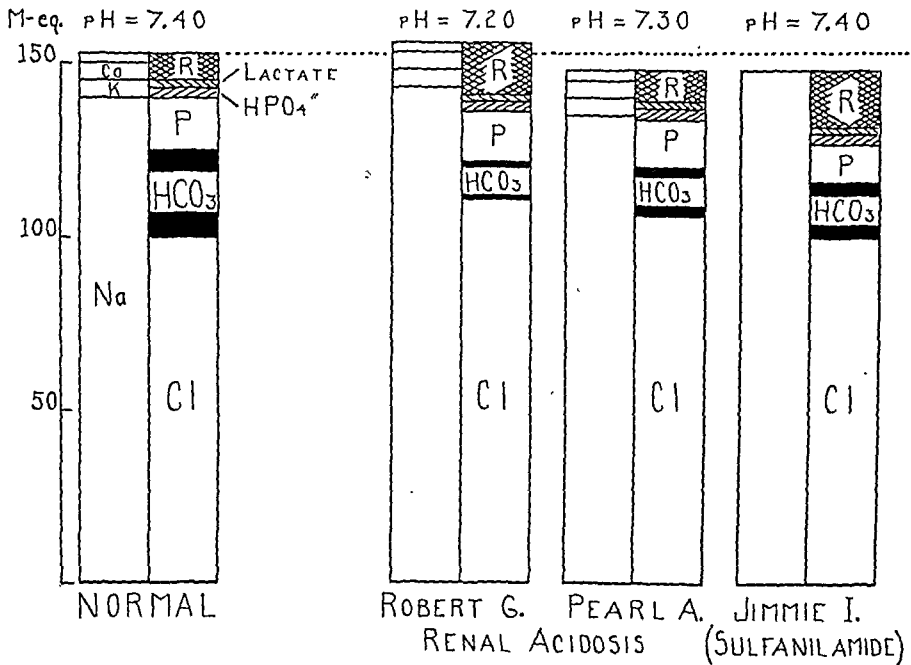 M-eq. pH = 7.40 pH = 7.20 pH = 7.30 pH = 7.40
150
Ca R R R R
K
LACTATE
HPO₄″
P P P P
HCO₃ HCO₃ HCO₃ HCO₃
100
Na
50
Cl Cl Cl Cl
NORMAL ROBERT G. PEARL A. JIMMIE I.
RENAL ACIDOSIS (SULFANILAMIDE)